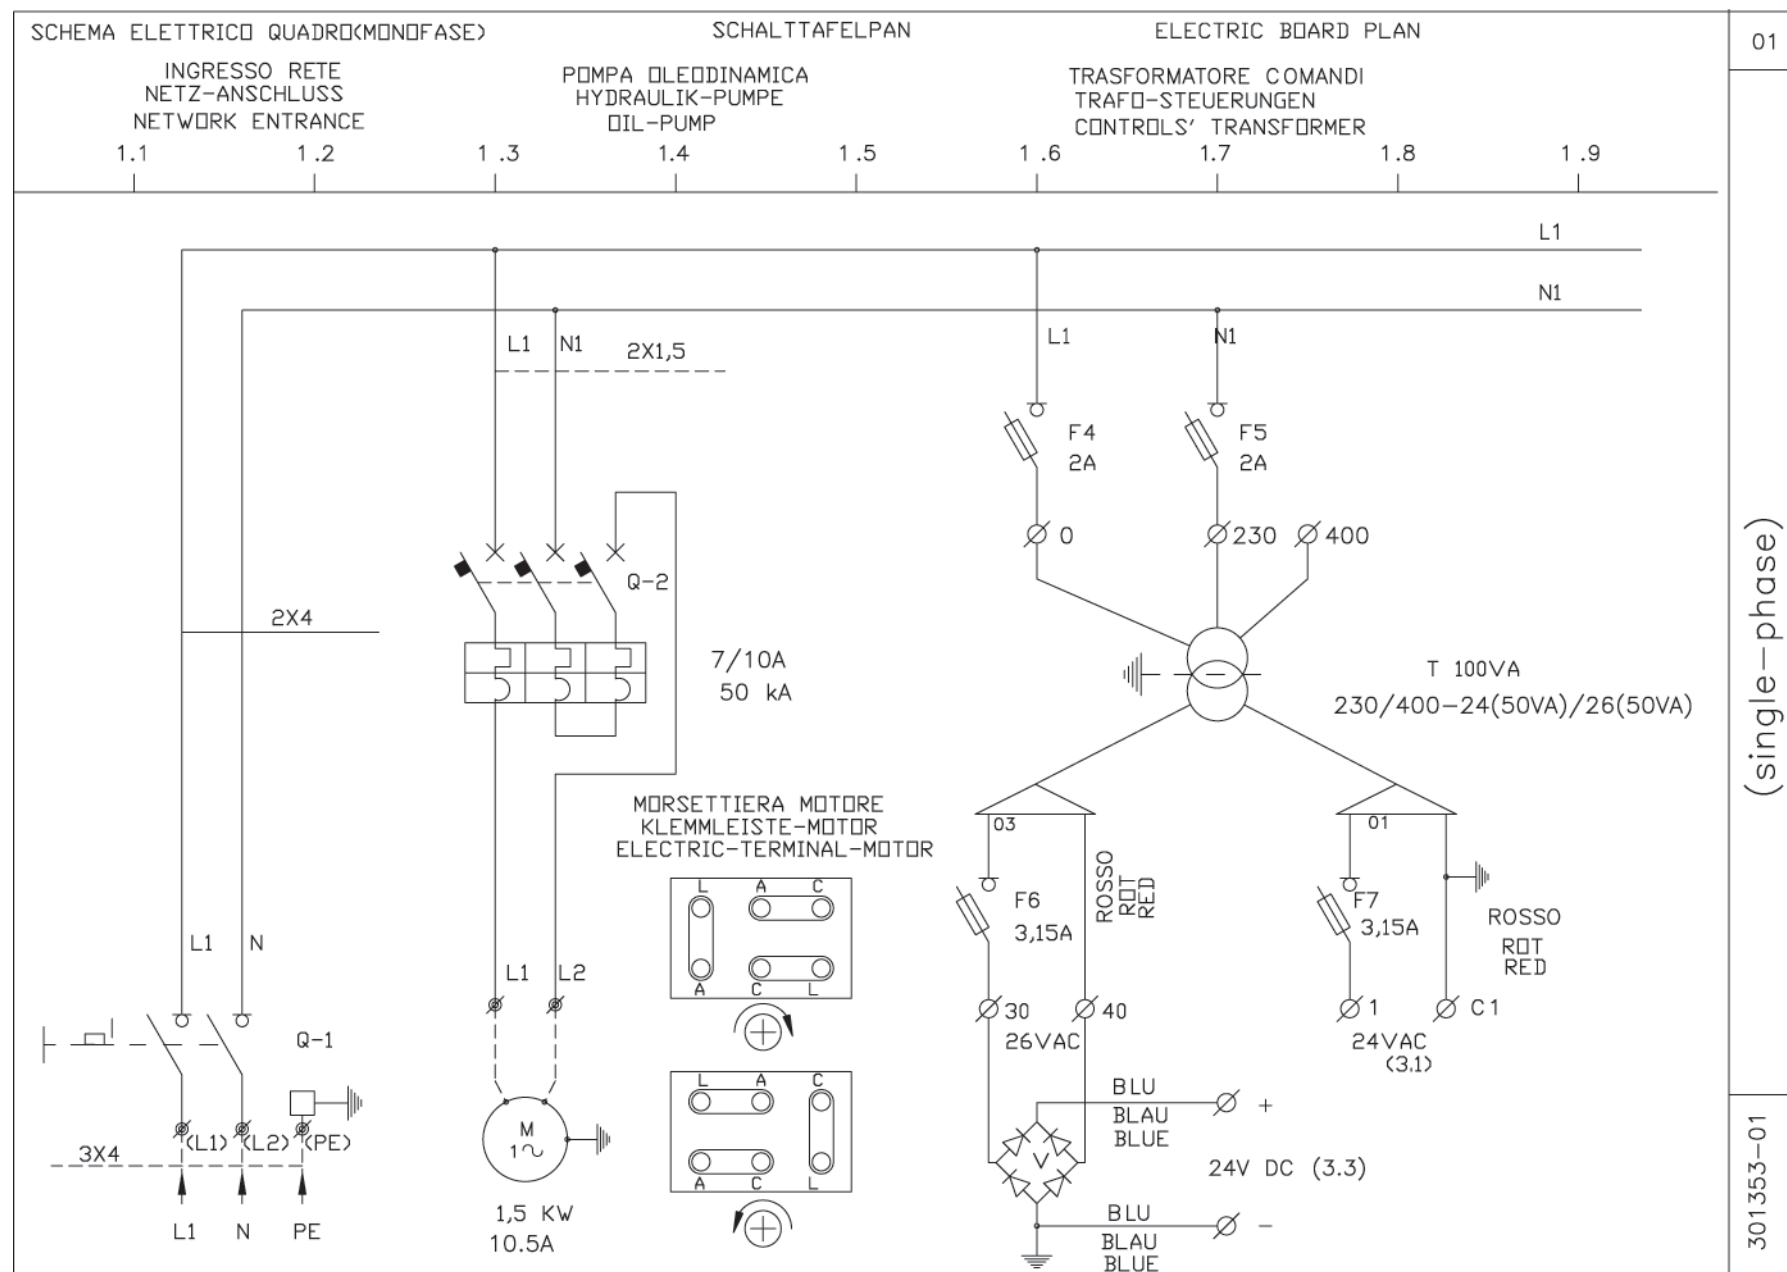 SCHEMA ELETTRICO QUADRO(MONOFASE)
SCHALTTAFELPAN
ELECTRIC BOARD PLAN
01
INGRESSO RETE
NETZ-ANSCHLUSS
NETWORK ENTRANCE
POMPA OLEODINAMICA
HYDRAULIK-PUMPE
OIL-PUMP
TRASFORMATORE COMANDI
TRAFO-STEUERUNGEN
CONTROLS' TRANSFORMER
1.1 1.2 1.3 1.4 1.5 1.6 1.7 1.8 1.9
L1
N1
L1 N1
2X1,5
L1
N1
F4
2A
F5
2A
0
230
400
Q-2
2X4
7/10A
50 kA
T 100VA
230/400-24(50VA)/26(50VA)
MORSETTIERA MOTORE
KLEMMLEISTE-MOTOR
ELECTRIC-TERMINAL-MOTOR
03
01
L A C
A C L
F6
3,15A
ROSSO
ROT
RED
F7
3,15A
ROSSO
ROT
RED
L1 N
L1 L2
30
40
26VAC
1
C1
24VAC
(3.1)
Q-1
L A C
A C L
M
1~
1,5 KW
10.5A
(L1) (L2) (PE)
3X4
L1 N PE
BLU
BLAU
BLUE
+
V
24V DC (3.3)
BLU
BLAU
BLUE
-
(single-phase)
301353-01